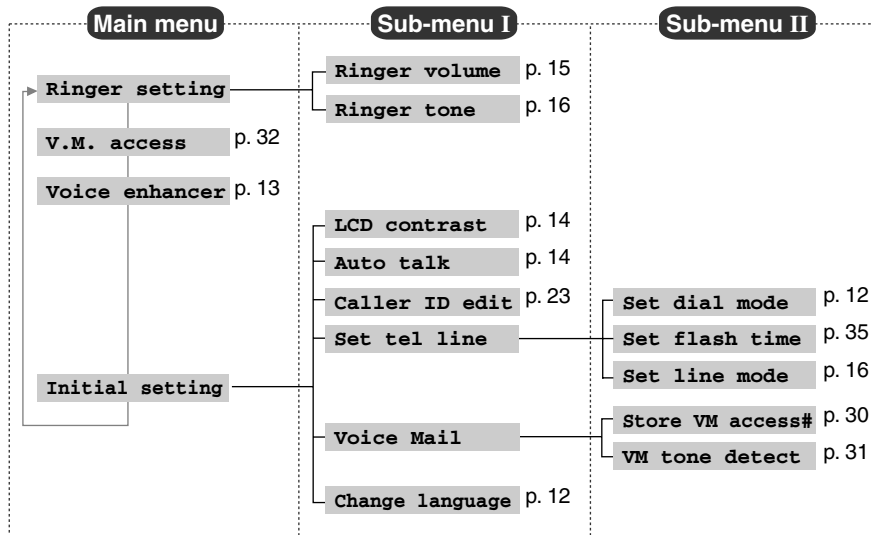 Main menu
Sub-menu I
Sub-menu II
Ringer setting
Ringer volume p. 15
Ringer tone p. 16
V.M. access p. 32
Voice enhancer p. 13
LCD contrast p. 14
Auto talk p. 14
Caller ID edit p. 23
Set tel line
Set dial mode p. 12
Set flash time p. 35
Set line mode p. 16
Initial setting
Voice Mail
Store VM access# p. 30
VM tone detect p. 31
Change language p. 12